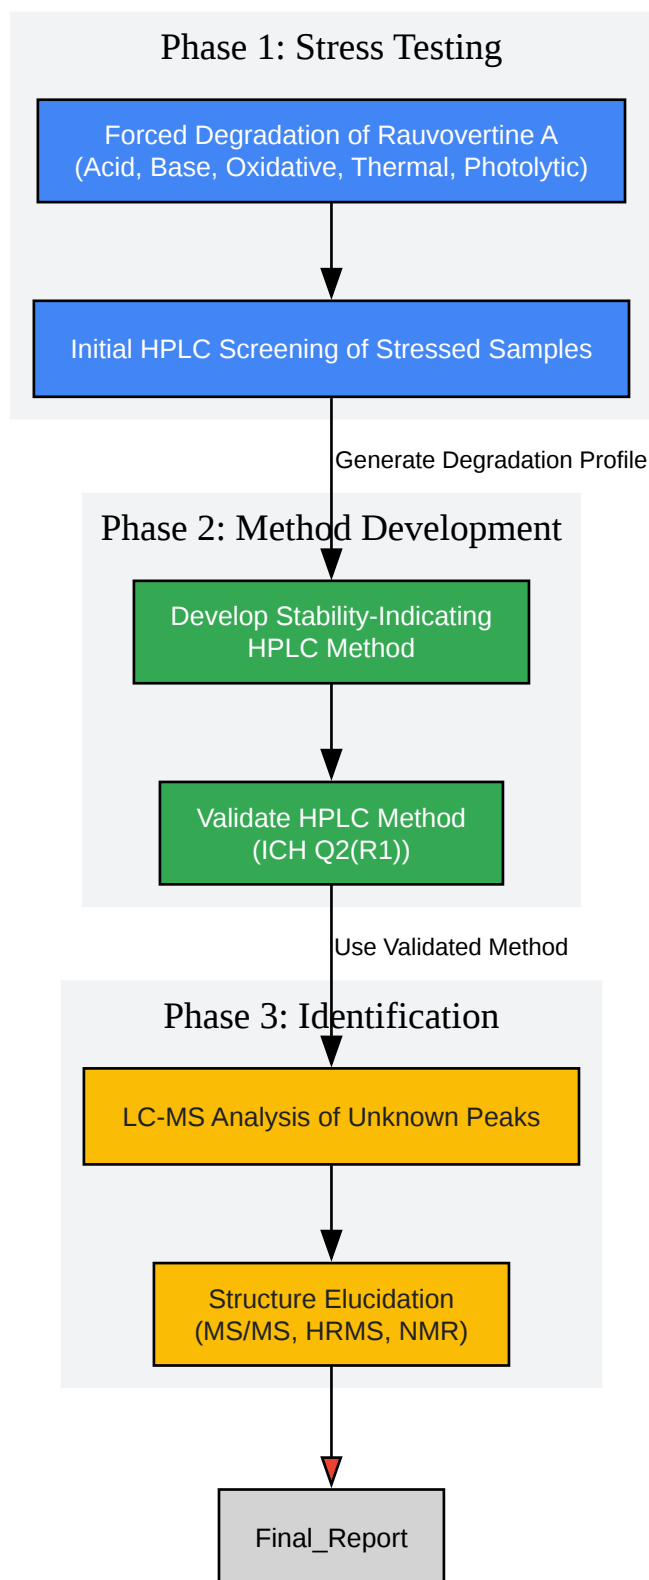 Phase 1: Stress Testing
Forced Degradation of Rauvovertine A
(Acid, Base, Oxidative, Thermal, Photolytic)
Initial HPLC Screening of Stressed Samples
Generate Degradation Profile
Phase 2: Method Development
Develop Stability-Indicating
HPLC Method
Validate HPLC Method
(ICH Q2(R1))
Use Validated Method
Phase 3: Identification
LC-MS Analysis of Unknown Peaks
Structure Elucidation
(MS/MS, HRMS, NMR)
Final_Report